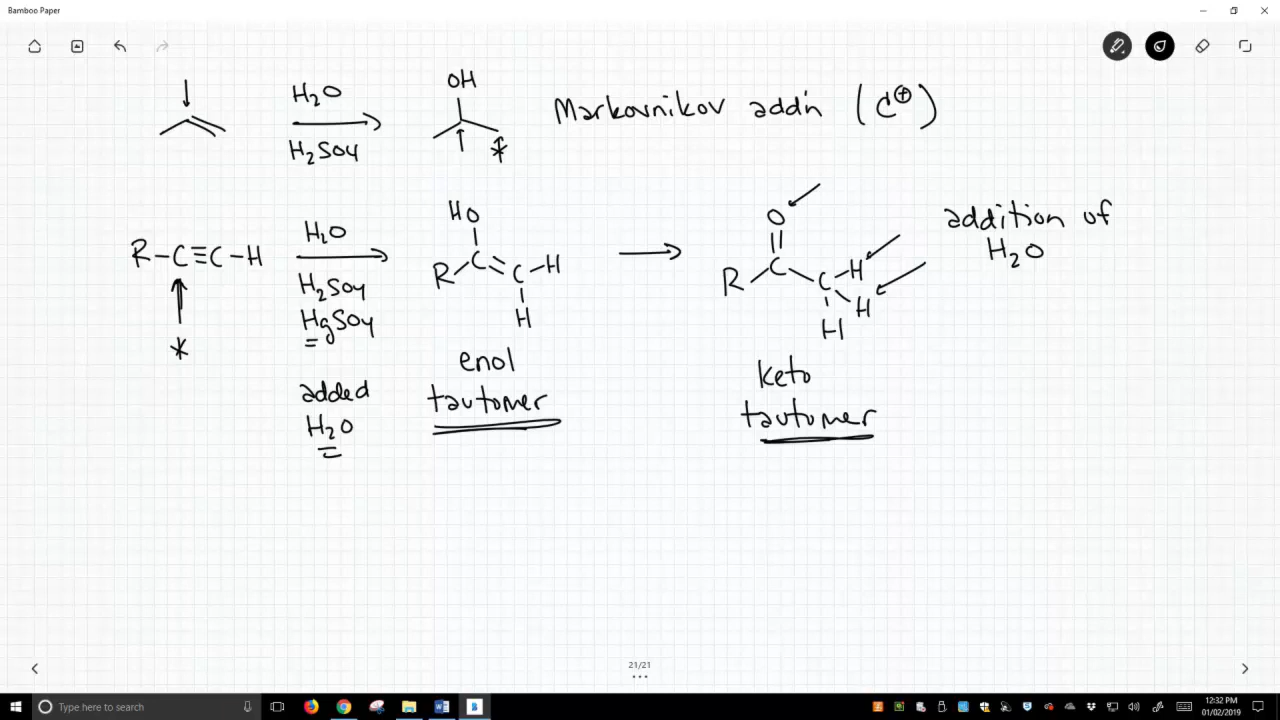 Bamboo Paper
OH
H₂O
H₂SO4
Markovnikov add'n (C⊕)
*
HO
H₂O
R-C≡C-H
H₂SO4
HgSO4
*
R C=C-H
H
O
R C C-H
H
H
addition of
H₂O
enol
tautomer
keto
tautomer
added
H₂O
21/21
Type here to search
12:32 PM
01/02/2019